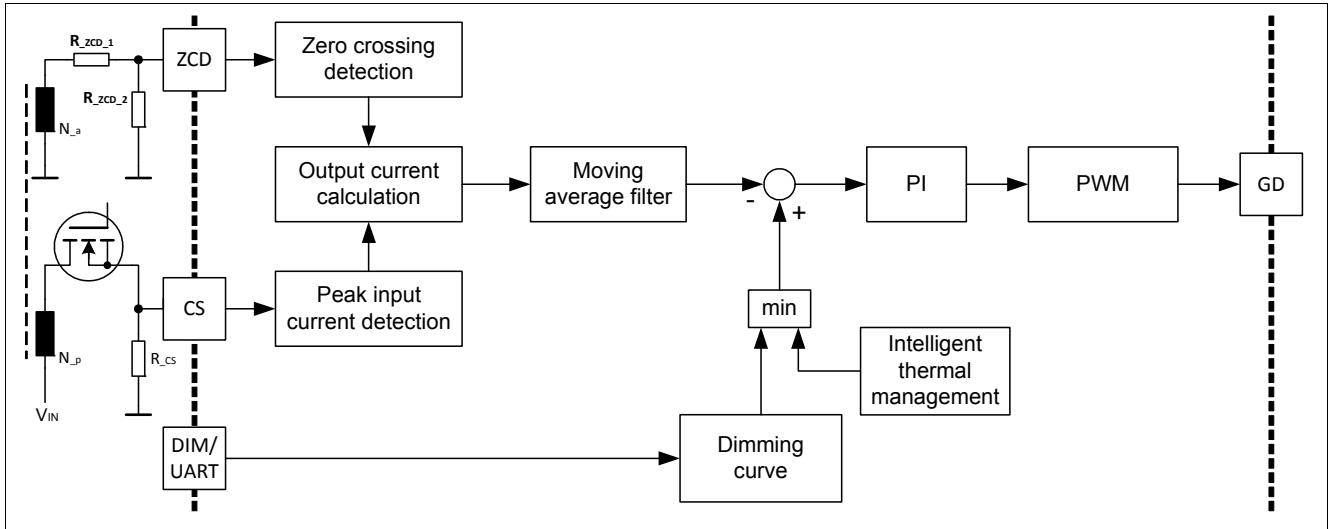 R_ZCD_1
ZCD
Zero crossing
detection
R_ZCD_2
N_a
Output current
calculation
Moving
average filter
-
+
PI
PWM
GD
CS
Peak input
current detection
min
N_p
R_CS
Intelligent
thermal
management
VIN
DIM/
UART
Dimming
curve